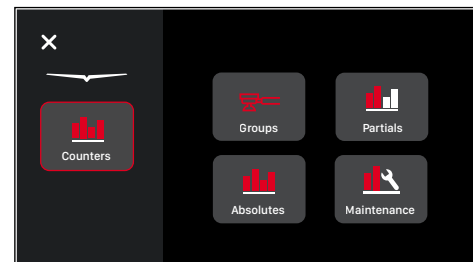 Counters
Groups
Partials
Absolutes
Maintenance